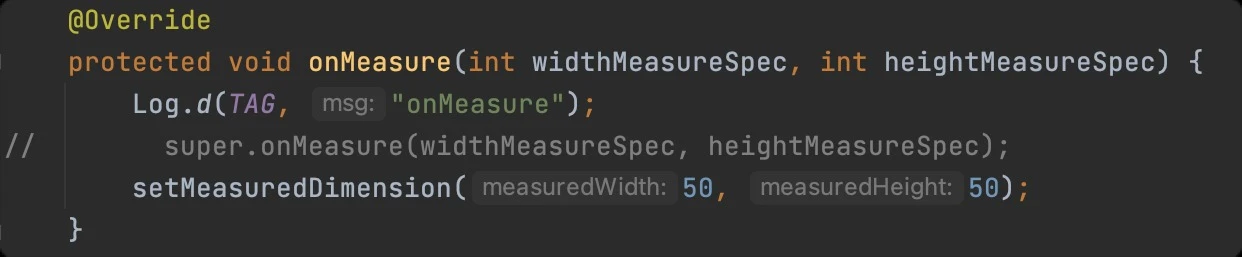 @Override
protected void onMeasure(int widthMeasureSpec, int heightMeasureSpec) {
Log.d(TAG, msg: "onMeasure");
// super.onMeasure(widthMeasureSpec, heightMeasureSpec);
setMeasuredDimension( measuredWidth: 50, measuredHeight: 50);
}